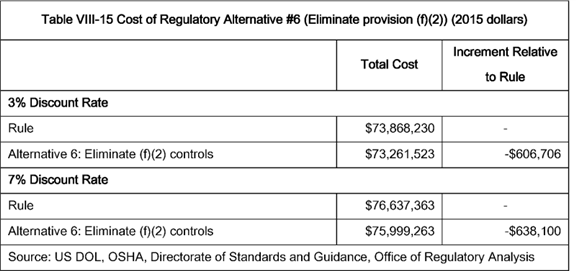 Table VIII-15 Cost of Regulatory Alternative #6 (Eliminate provision (f)(2)) (2015 dollars)
Total Cost Increment Relative to Rule
3% Discount Rate
Rule $73,868,230 -
Alternative 6: Eliminate (f)(2) controls $73,261,523 -$606,706
7% Discount Rate
Rule $76,637,363 -
Alternative 6: Eliminate (f)(2) controls $75,999,263 -$638,100
Source: US DOL, OSHA, Directorate of Standards and Guidance, Office of Regulatory Analysis